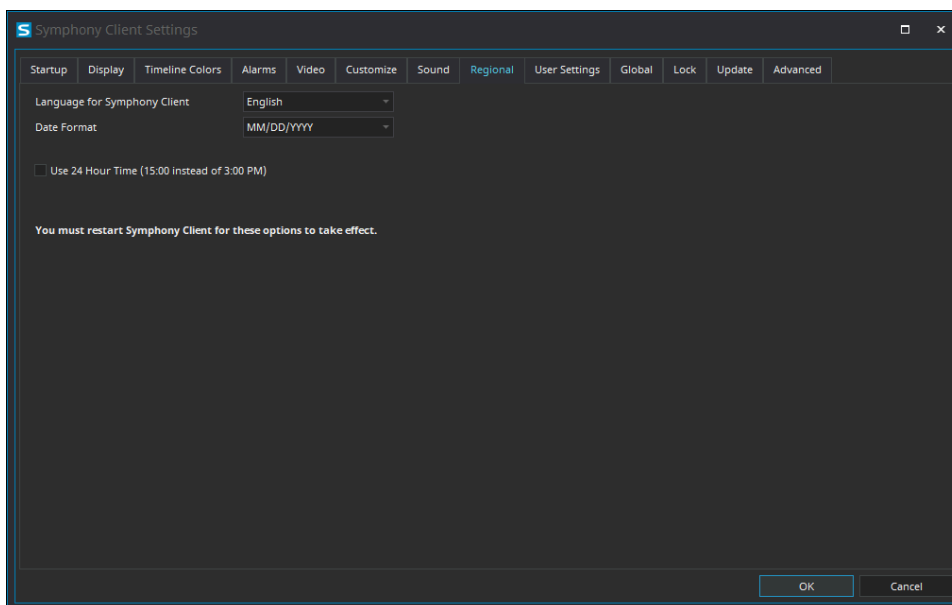 S Symphony Client Settings
Startup Display Timeline Colors Alarms Video Customize Sound Regional User Settings Global Lock Update Advanced
Language for Symphony Client English
Date Format MM/DD/YYYY
Use 24 Hour Time (15:00 instead of 3:00 PM)
You must restart Symphony Client for these options to take effect.
OK Cancel